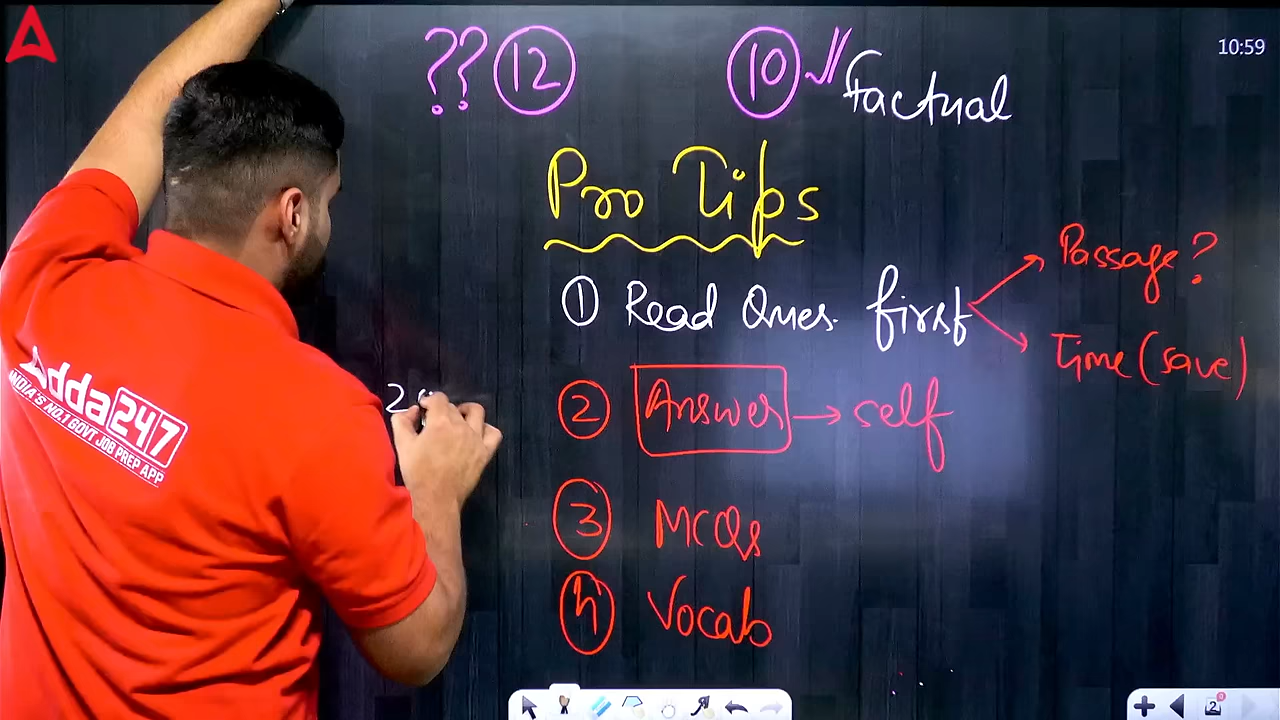 10:59
?? 12 10 Factual
Pro Tips
1 Read Ques. first
Passage?
Time (save)
2 Answer → self
3 MCQs
4 Vocab
Adda247
INDIA'S NO.1 GOVT JOB PREP APP
2